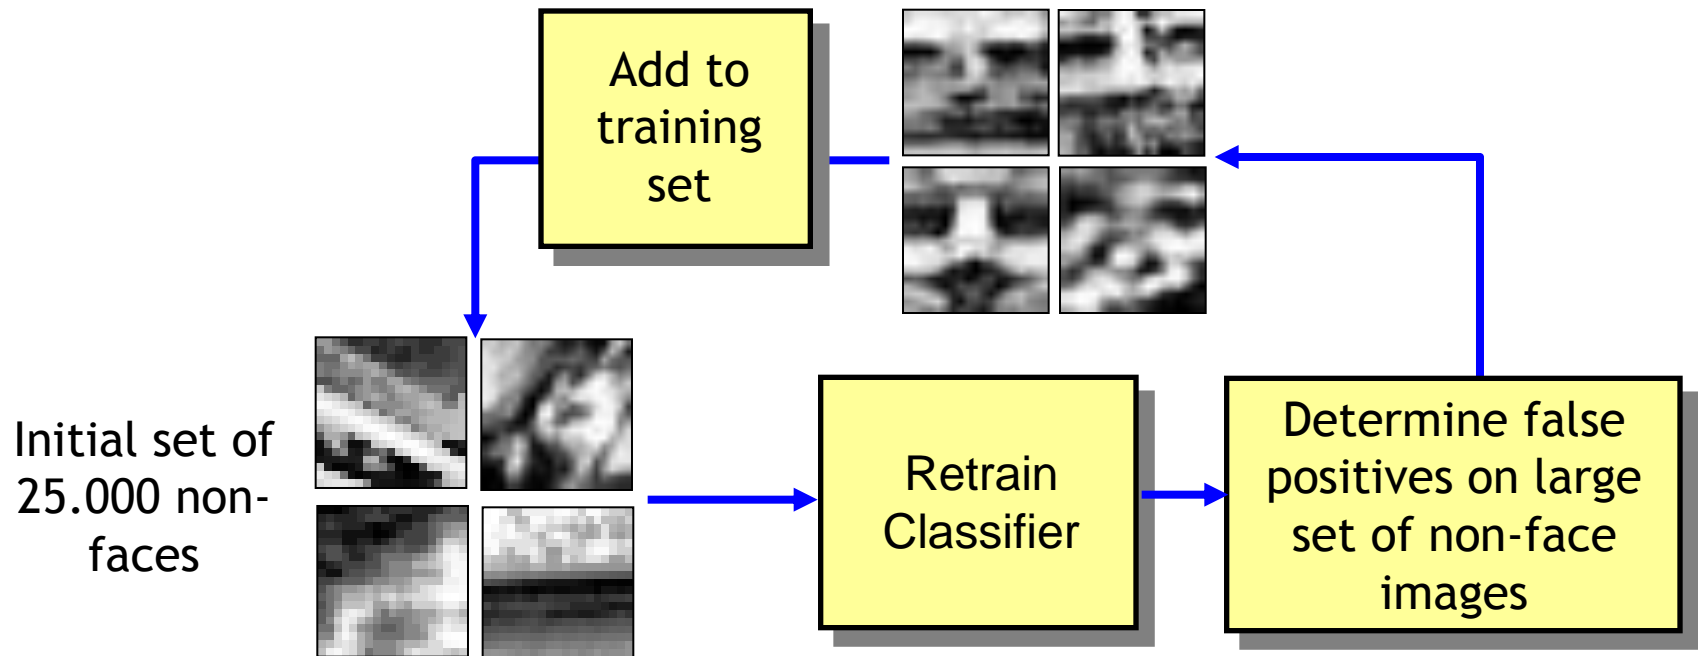 Add to
training
set
Initial set of
25.000 non-
faces
Retrain
Classifier
Determine false
positives on large
set of non-face
images